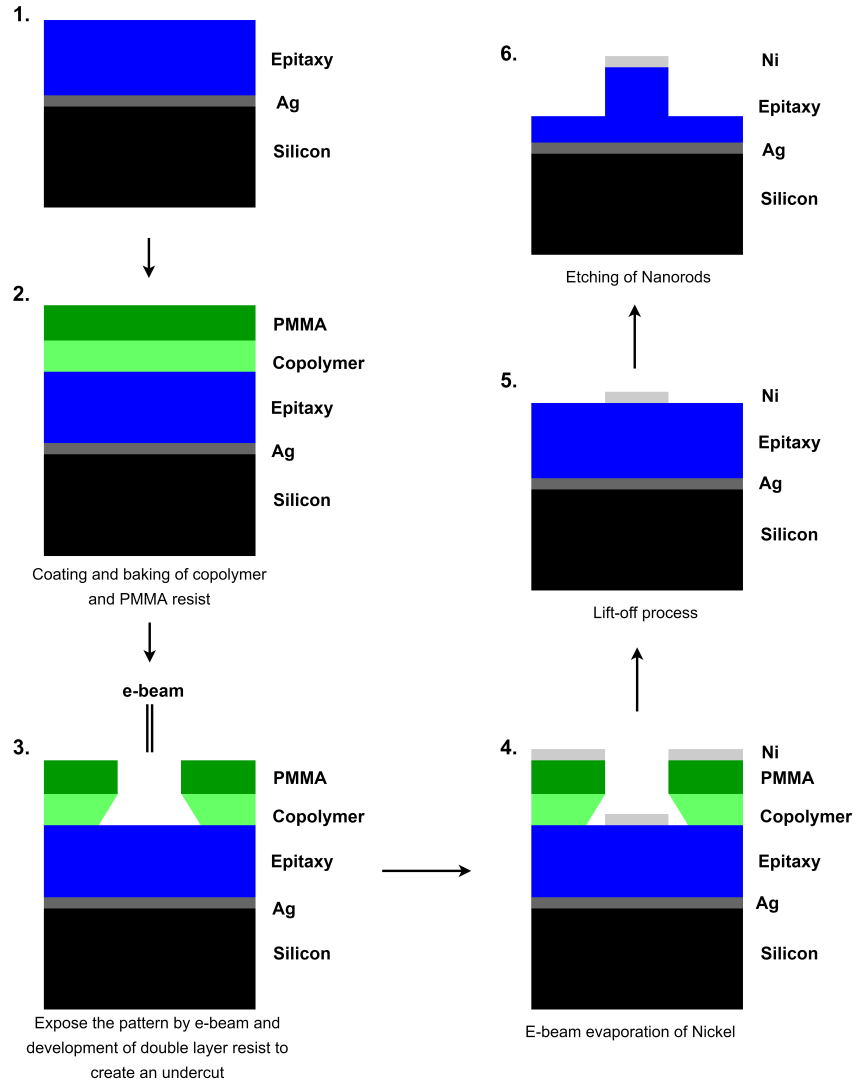 1.
Epitaxy
Ag
Silicon
2.
PMMA
Copolymer
Epitaxy
Ag
Silicon
Coating and baking of copolymer
and PMMA resist
e-beam
3.
PMMA
Copolymer
Epitaxy
Ag
Silicon
Expose the pattern by e-beam and
development of double layer resist to
create an undercut
4.
Ni
PMMA
Copolymer
Epitaxy
Ag
Silicon
E-beam evaporation of Nickel
5.
Ni
Epitaxy
Ag
Silicon
Lift-off process
6.
Ni
Epitaxy
Ag
Silicon
Etching of Nanorods